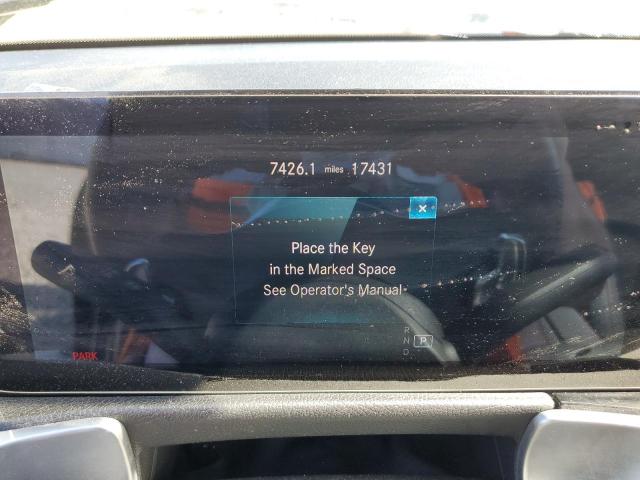 7426.1 miles 17431
×
Place the Key
in the Marked Space
See Operator's Manual
R
N P
D
PARK